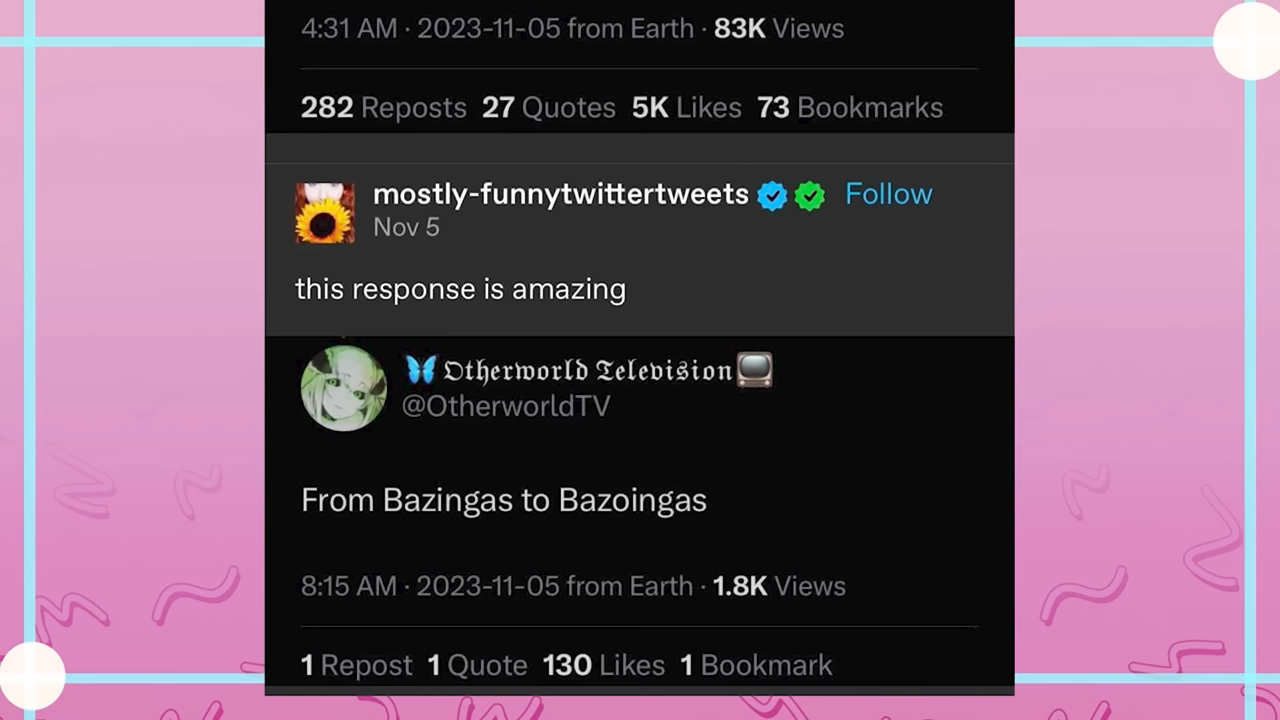 4:31 AM · 2023-11-05 from Earth · 83K Views
282 Reposts 27 Quotes 5K Likes 73 Bookmarks
mostly-funnytwittertweets Follow
Nov 5
this response is amazing
🦋 𝔒𝔱𝔥𝔢𝔯𝔴𝔬𝔯𝔩𝔡 𝔗𝔢𝔩𝔢𝔳𝔦𝔰𝔦𝔬𝔫📺
@OtherworldTV
From Bazingas to Bazoingas
8:15 AM · 2023-11-05 from Earth · 1.8K Views
1 Repost 1 Quote 130 Likes 1 Bookmark